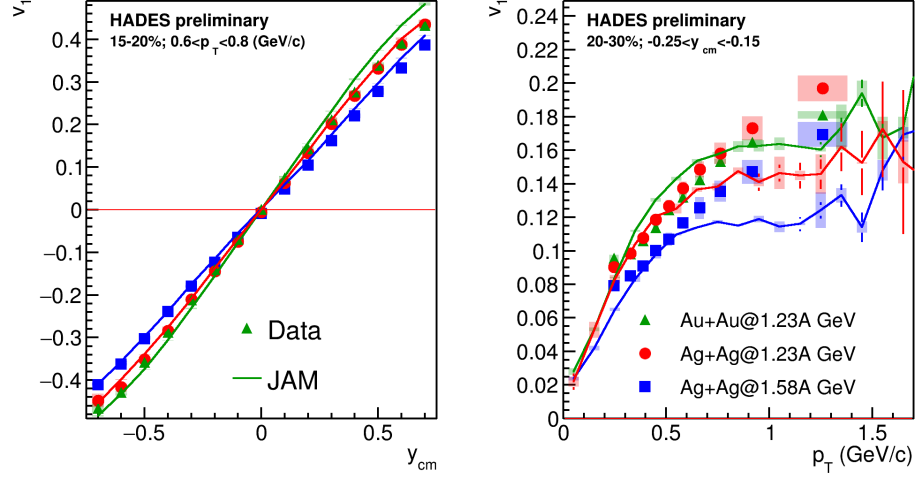 v1
HADES preliminary
15-20%; 0.6<pT<0.8 (GeV/c)
0.4
0.3
0.2
0.1
0
−0.1
−0.2
−0.3
−0.4
Data
JAM
−0.5
0
0.5
ycm
v1
HADES preliminary
20-30%; -0.25<ycm<-0.15
0.24
0.22
0.2
0.18
0.16
0.14
0.12
0.1
0.08
0.06
0.04
0.02
0
Au+Au@1.23A GeV
Ag+Ag@1.23A GeV
Ag+Ag@1.58A GeV
0
0.5
1
1.5
pT (GeV/c)